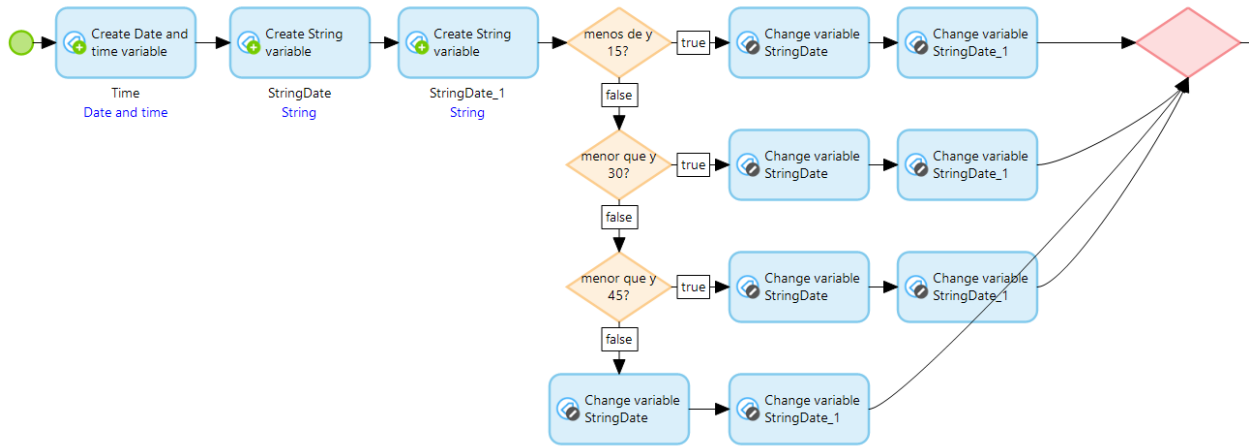 Create Date and
time variable
Time
Date and time
Create String
variable
StringDate
String
Create String
variable
StringDate_1
String
menos de y
15?
true
Change variable
StringDate
Change variable
StringDate_1
false
menor que y
30?
true
Change variable
StringDate
Change variable
StringDate_1
false
menor que y
45?
true
Change variable
StringDate
Change variable
StringDate_1
false
Change variable
StringDate
Change variable
StringDate_1